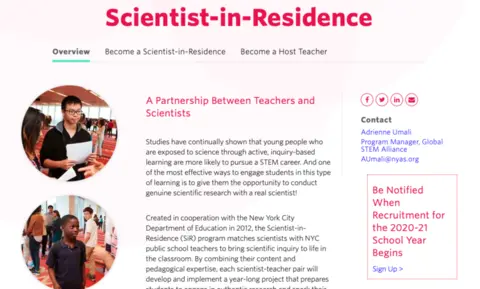 Scientist-in-Residence
Overview
Become a Scientist-in-Residence
Become a Host Teacher
A Partnership Between Teachers and
Scientists
Studies have continually shown that young people who
are exposed to science through active, inquiry-based
learning are more likely to pursue a STEM career. And one
of the most effective ways to engage students in this type
of learning is to give them the opportunity to conduct
genuine scientific research with a real scientist!
Created in cooperation with the New York City
Department of Education in 2012, the Scientist-in-
Residence (SiR) program matches scientists with NYC
public school teachers to bring scientific inquiry to life in
the classroom. By combining their content and
pedagogical expertise, each scientist-teacher pair will
develop and implement a year-long project that prepares
Contact
Adrienne Umali
Program Manager, Global
STEM Alliance
AUmali@nyas.org
Be Notified
When
Recruitment for
the 2020-21
School Year
Begins
Sign Up >